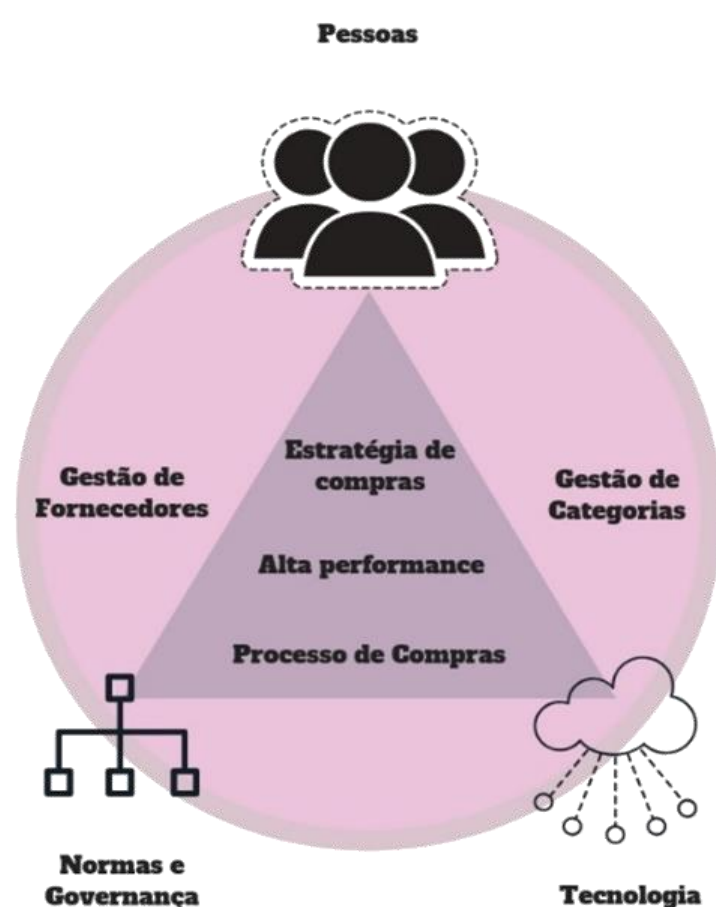 Pessoas
Estratégia de
compras
Gestão de
Fornecedores
Gestão de
Categorias
Alta performance
Processo de Compras
Normas e
Governança
Tecnologia